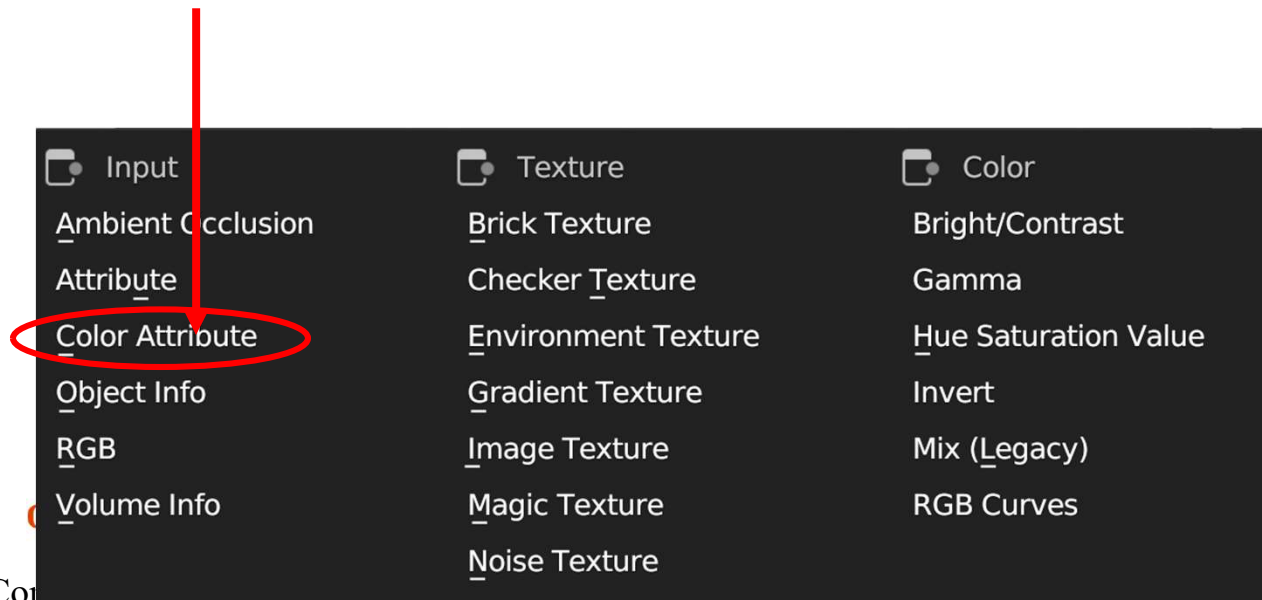 Input
Ambient Occlusion
Attribute
Color Attribute
Object Info
RGB
Volume Info
Texture
Brick Texture
Checker Texture
Environment Texture
Gradient Texture
Image Texture
Magic Texture
Noise Texture
Color
Bright/Contrast
Gamma
Hue Saturation Value
Invert
Mix (Legacy)
RGB Curves